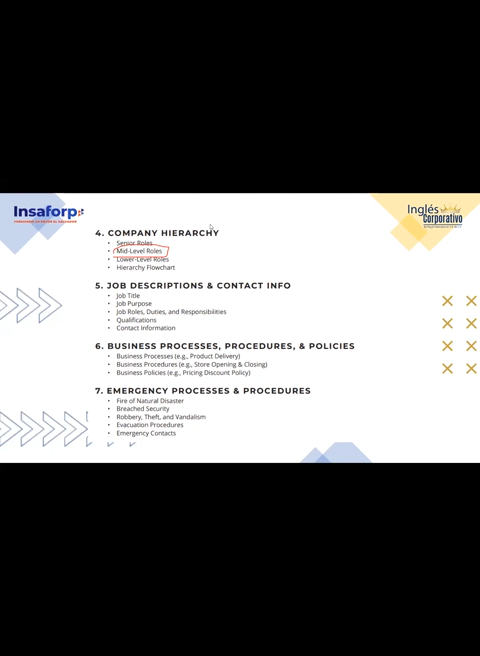 Insaforp
Inglés
Corporativo
4. COMPANY HIERARCHY
• Senior Roles
• Mid-Level Roles
• Lower-Level Roles
• Hierarchy Flowchart
5. JOB DESCRIPTIONS & CONTACT INFO
• Job Title
• Job Purpose
• Job Roles, Duties, and Responsibilities
• Qualifications
• Contact Information
6. BUSINESS PROCESSES, PROCEDURES, & POLICIES
• Business Processes (e.g., Product Delivery)
• Business Procedures (e.g., Store Opening & Closing)
• Business Policies (e.g., Pricing Discount Policy)
7. EMERGENCY PROCESSES & PROCEDURES
• Fire of Natural Disaster
• Breached Security
• Robbery, Theft, and Vandalism
• Evacuation Procedures
• Emergency Contacts